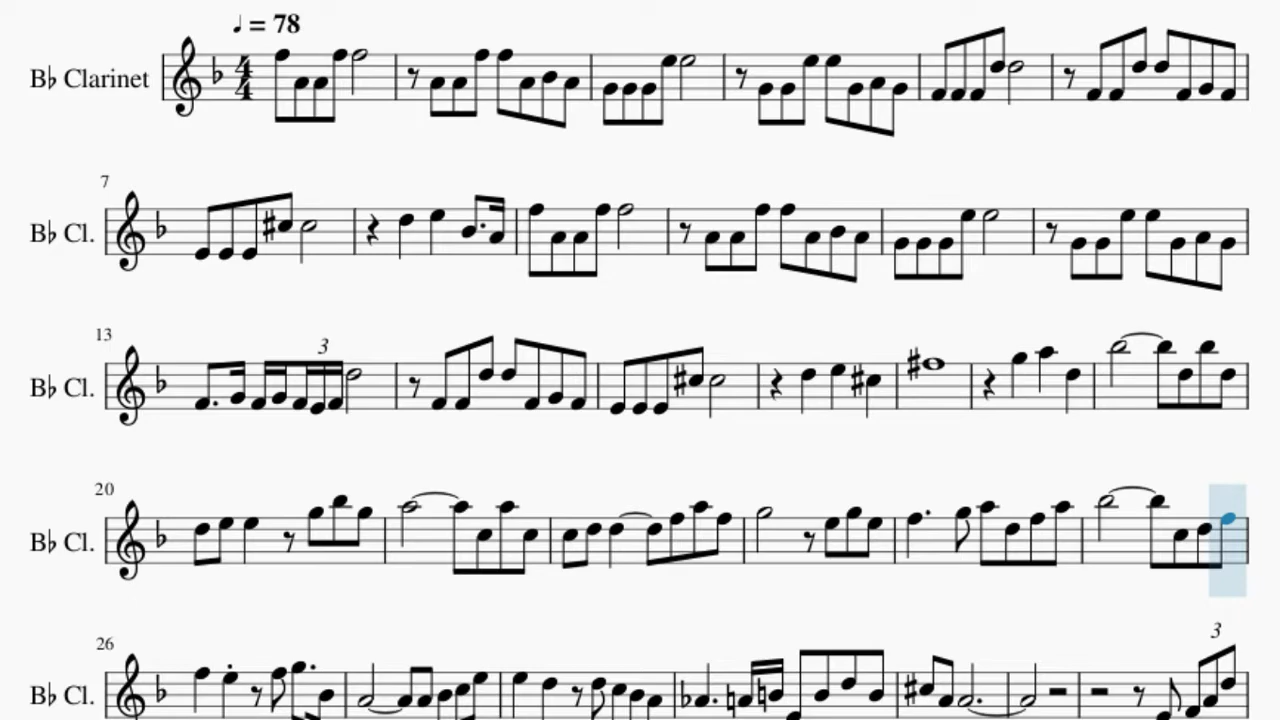 ♩ = 78
B♭ Clarinet
7
B♭ Cl.
13
3
B♭ Cl.
20
B♭ Cl.
26
3
B♭ Cl.